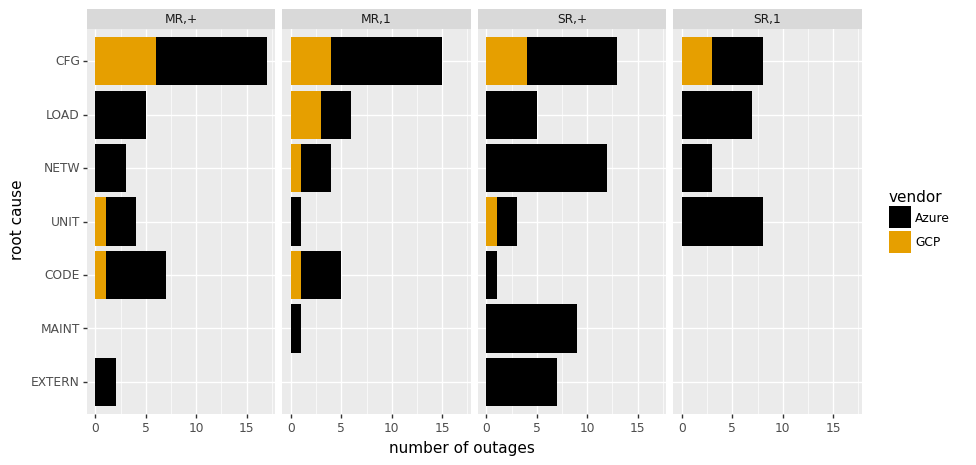 MR,+ MR,1 SR,+ SR,1
CFG
LOAD
NETW
UNIT
CODE
MAINT
EXTERN
root cause
0 5 10 15 0 5 10 15 0 5 10 15 0 5 10 15
number of outages
vendor
Azure
GCP